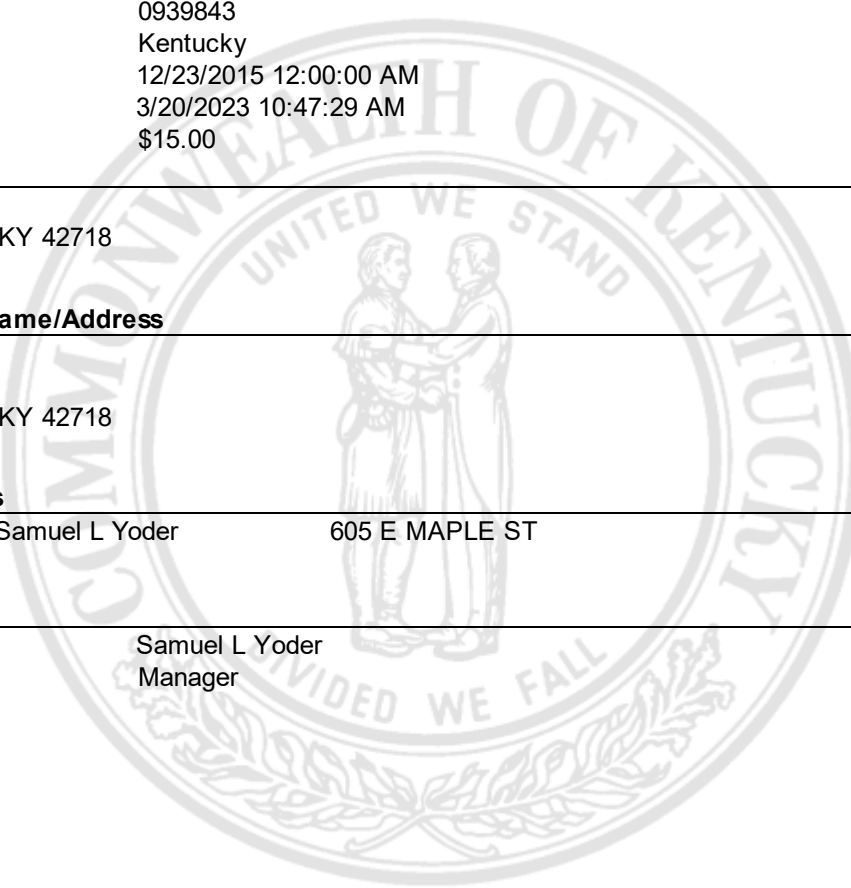 0939843
Kentucky
12/23/2015 12:00:00 AM
3/20/2023 10:47:29 AM
$15.00
KY 42718
ame/Address
KY 42718
s
Samuel L Yoder 605 E MAPLE ST
Samuel L Yoder
Manager
COMMONWEALTH OF KENTUCKY
UNITED WE STAND
DIVIDED WE FALL